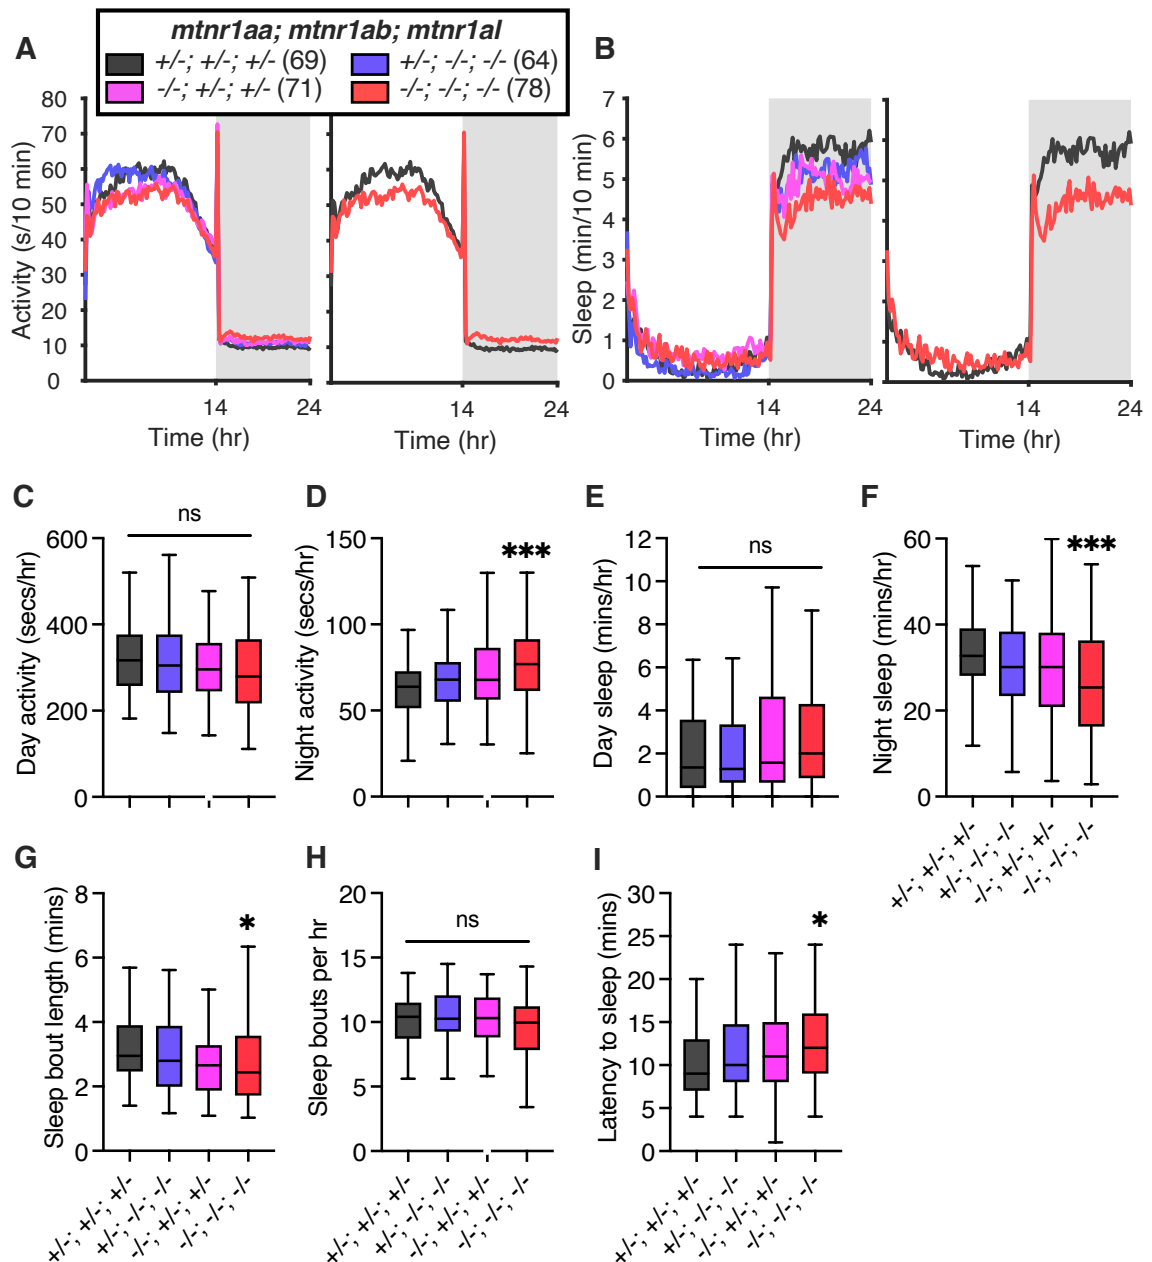 mtnr1aa; mtnr1ab; mtnr1al
+/-; +/-; +/- (69)
+/-; -/-; -/- (64)
-/-; +/-; +/- (71)
-/-; -/-; -/- (78)
A
Activity (s/10 min)
80
70
60
50
40
30
20
10
0
14
24
Time (hr)
14
24
Time (hr)
B
Sleep (min/10 min)
7
6
5
4
3
2
1
0
14
24
Time (hr)
14
24
Time (hr)
C
Day activity (secs/hr)
600
400
200
0
ns
D
Night activity (secs/hr)
150
100
50
0
***
E
Day sleep (mins/hr)
12
10
8
6
4
2
0
ns
F
Night sleep (mins/hr)
60
40
20
0
***
+/-; +/-; +/-
+/-; -/-; -/-
-/-; +/-; +/-
-/-; -/-; -/-
G
Sleep bout length (mins)
8
6
4
2
0
*
+/-; +/-; +/-
+/-; -/-; -/-
-/-; +/-; +/-
-/-; -/-; -/-
H
Sleep bouts per hr
20
15
10
5
0
ns
+/-; +/-; +/-
+/-; -/-; -/-
-/-; +/-; +/-
-/-; -/-; -/-
I
Latency to sleep (mins)
30
25
20
15
10
5
0
*
+/-; +/-; +/-
+/-; -/-; -/-
-/-; +/-; +/-
-/-; -/-; -/-